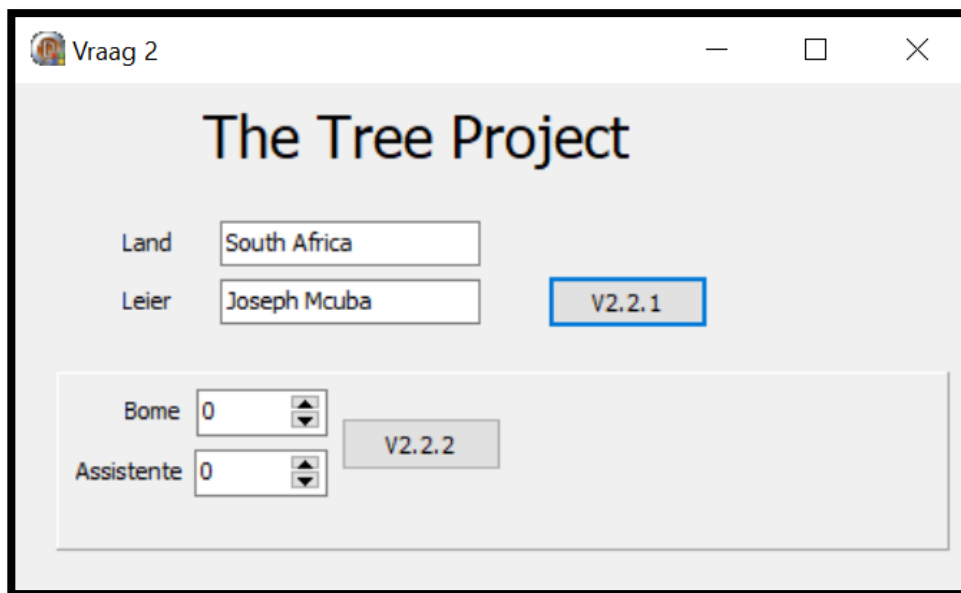 Vraag 2
The Tree Project
Land South Africa
Leier Joseph Mcuba
V2.2.1
Bome 0
V2.2.2
Assistente 0